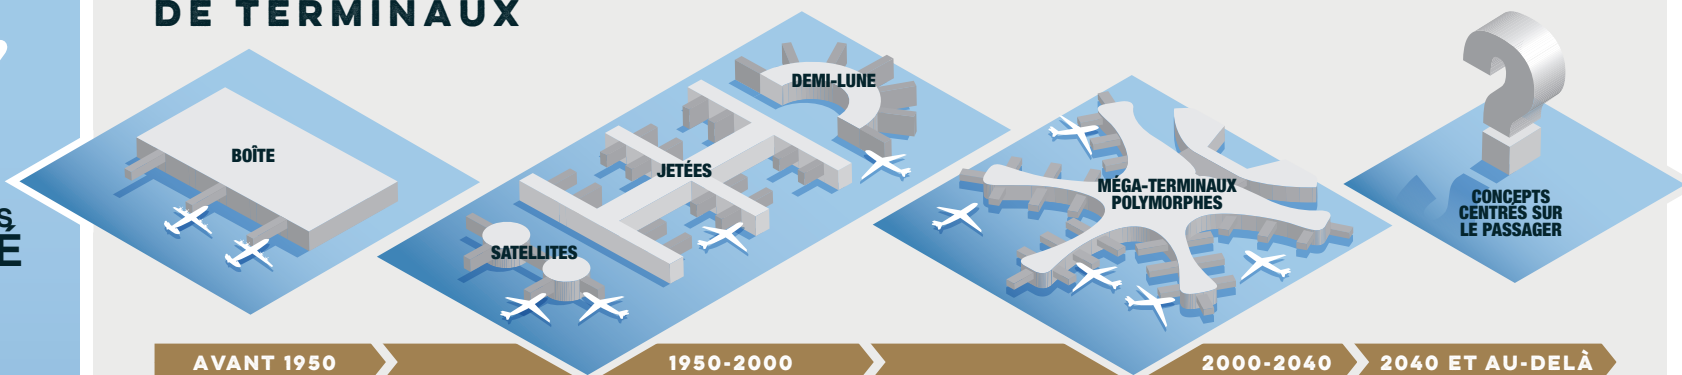 DE TERMINAUX
BOÎTE
DEMI-LUNE
JETÉES
SATELLITES
MÉGA-TERMINAUX
POLYMORPHES
CONCEPTS
CENTRÉS SUR
LE PASSAGER
AVANT 1950
1950-2000
2000-2040
2040 ET AU-DELÀ